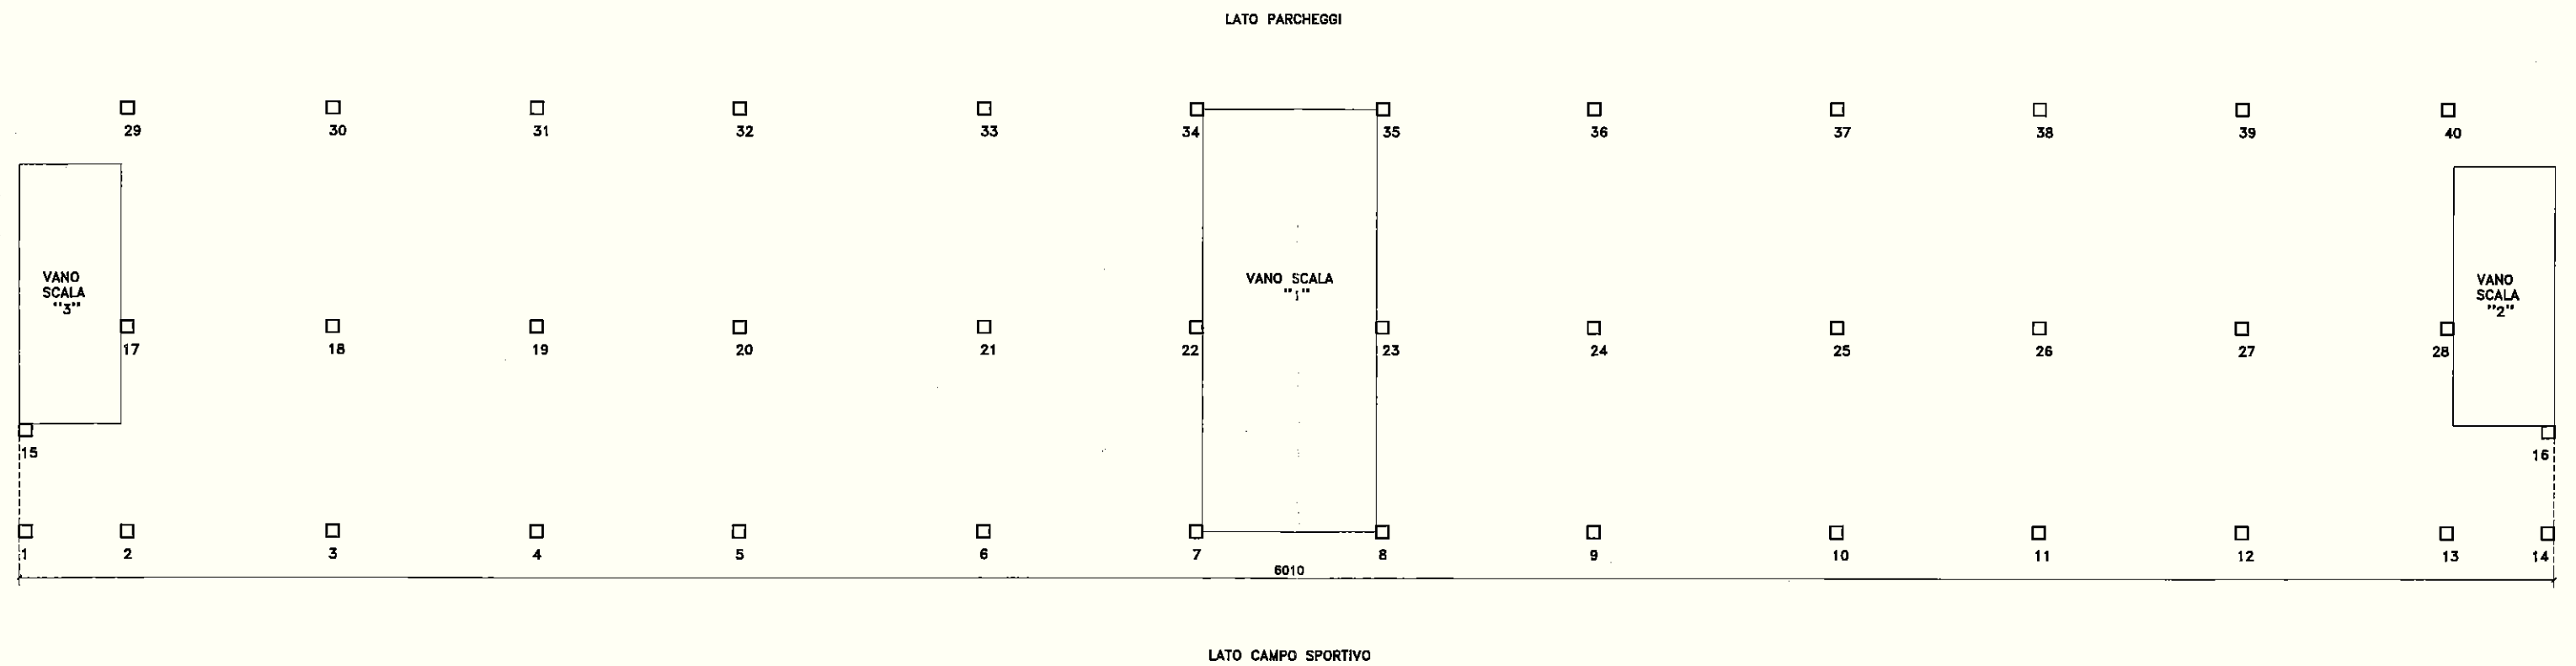 LATO PARCHEGGI
29 30 31 32 33 34 35 36 37 38 39 40
VANO
SCALA
"3"
VANO SCALA
"1"
VANO
SCALA
"2"
17 18 19 20 21 22 23 24 25 26 27 28
15 16
1 2 3 4 5 6 7 8 9 10 11 12 13 14
6010
LATO CAMPO SPORTIVO